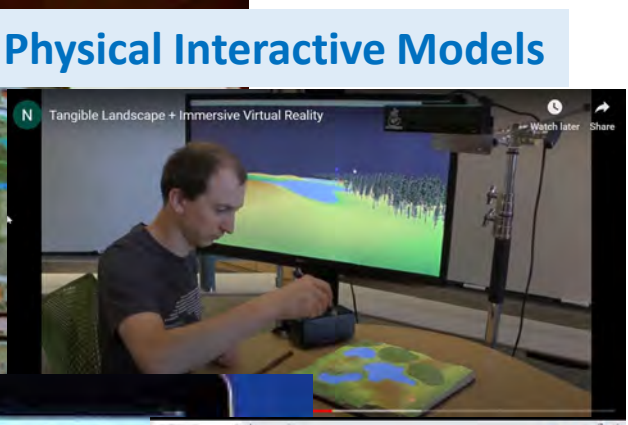 Physical Interactive Models
N
Tangible Landscape + Immersive Virtual Reality
Watch later
Share